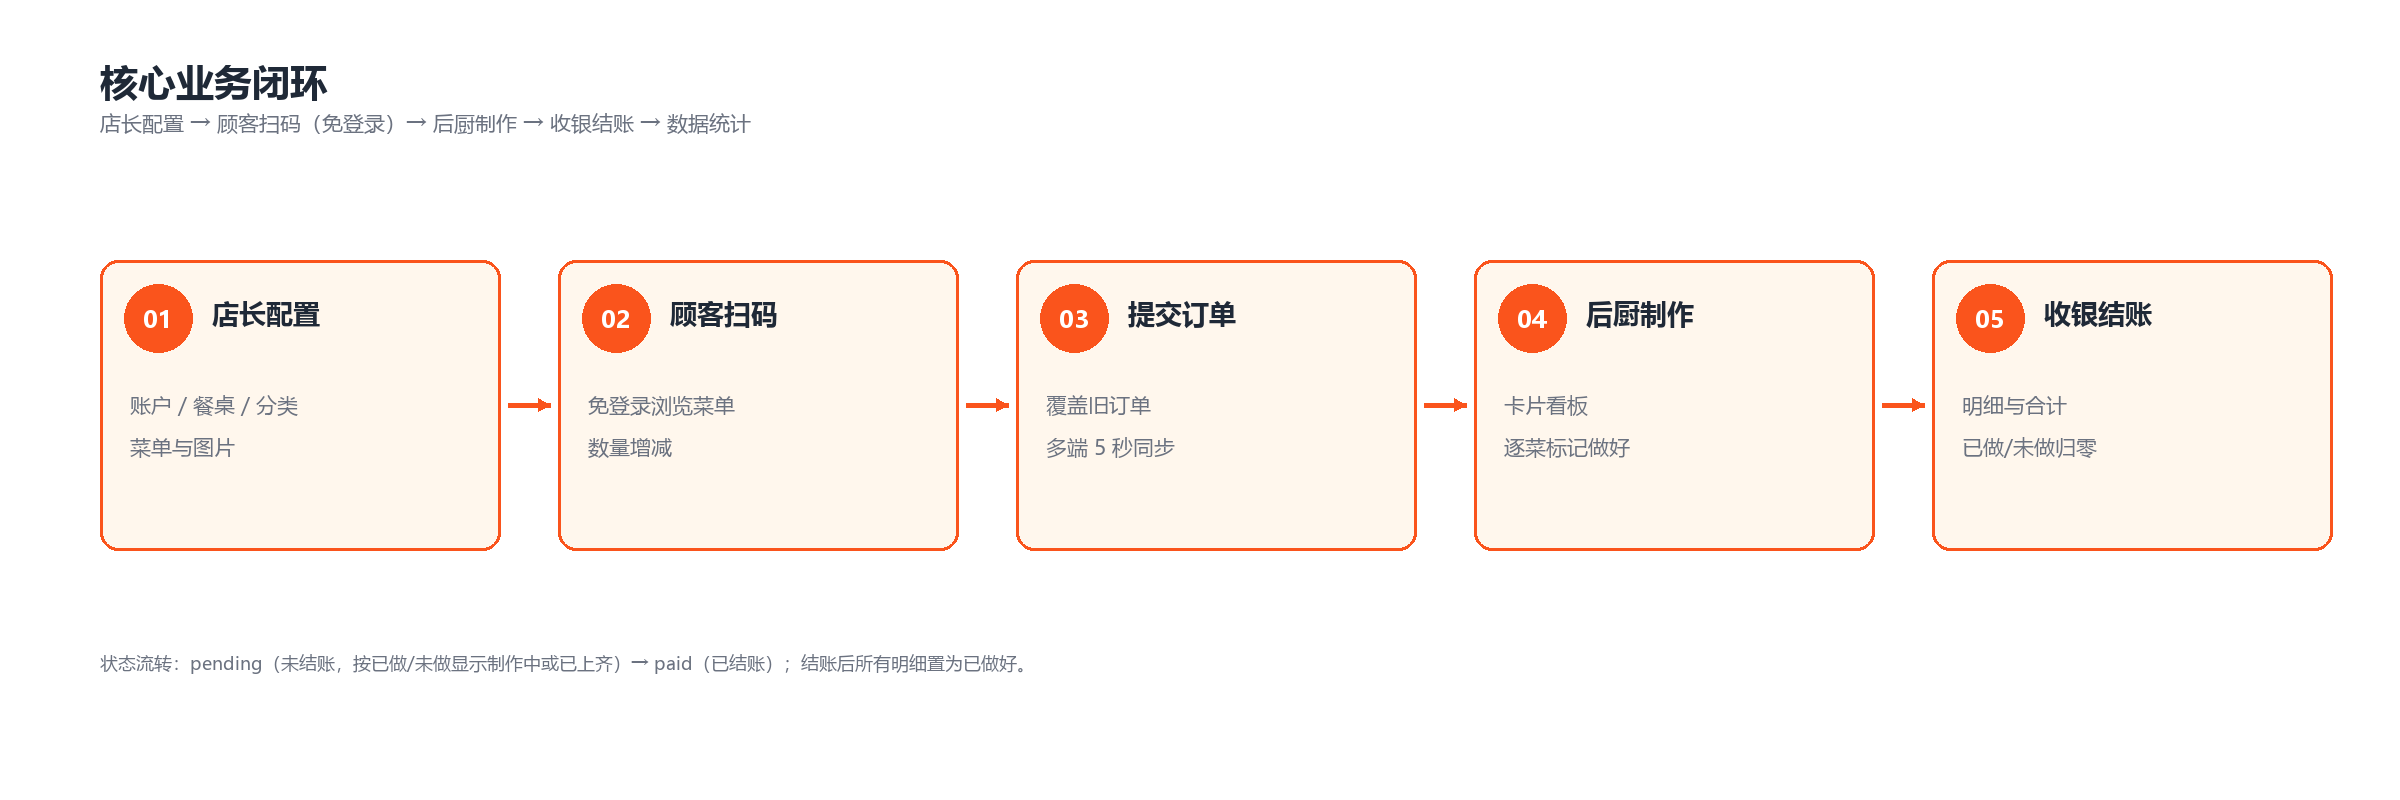 核心业务闭环
店长配置 → 顾客扫码（免登录）→ 后厨制作 → 收银结账 → 数据统计
01 店长配置
账户 / 餐桌 / 分类
菜单与图片
02 顾客扫码
免登录浏览菜单
数量增减
03 提交订单
覆盖旧订单
多端 5 秒同步
04 后厨制作
卡片看板
逐菜标记做好
05 收银结账
明细与合计
已做/未做归零
状态流转：pending（未结账，按已做/未做显示制作中或已上齐）→ paid（已结账）；结账后所有明细置为已做好。